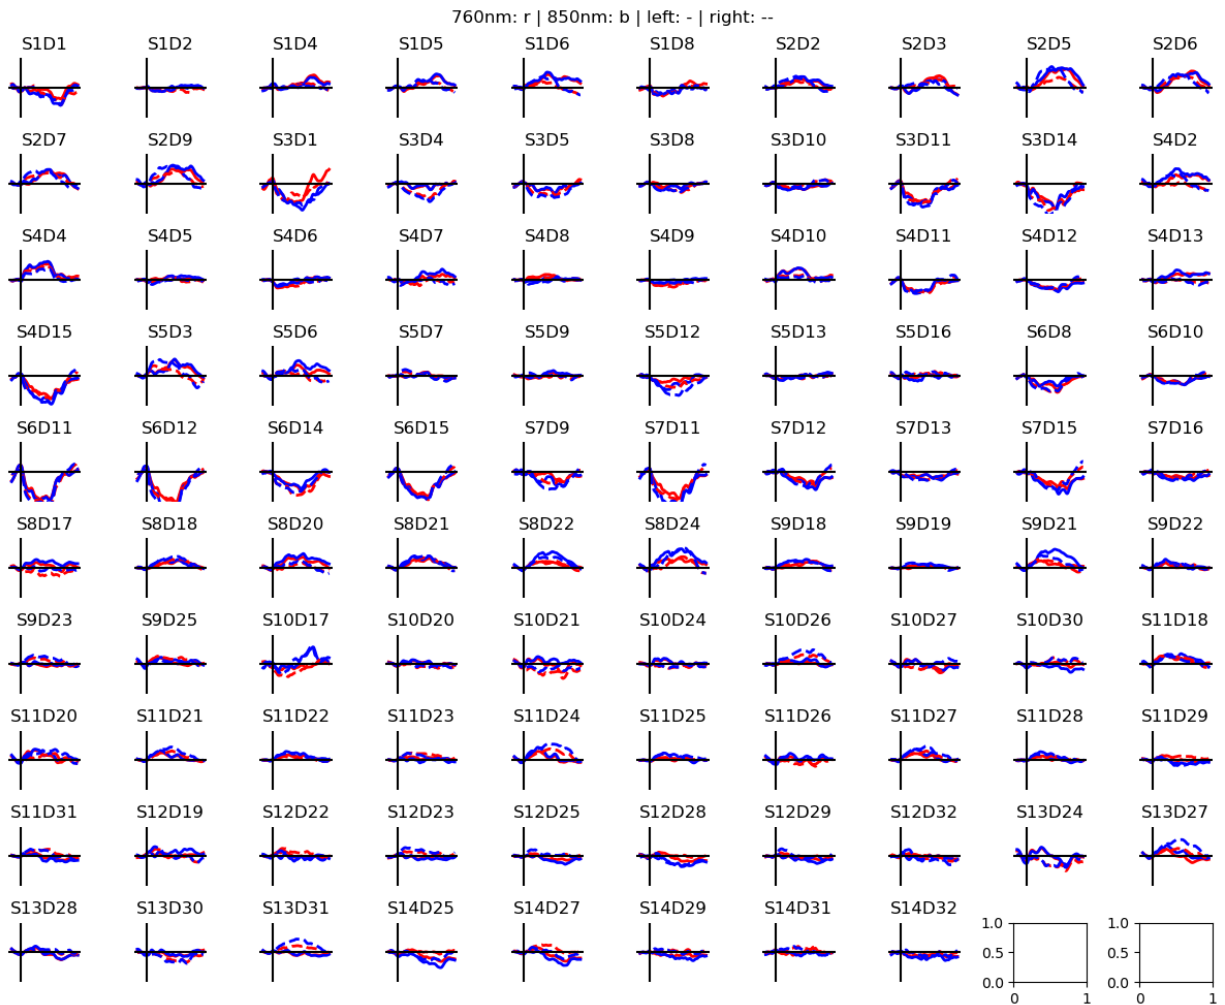 760nm: r | 850nm: b | left: - | right: --
S1D1 S1D2 S1D4 S1D5 S1D6 S1D8 S2D2 S2D3 S2D5 S2D6
S2D7 S2D9 S3D1 S3D4 S3D5 S3D8 S3D10 S3D11 S3D14 S4D2
S4D4 S4D5 S4D6 S4D7 S4D8 S4D9 S4D10 S4D11 S4D12 S4D13
S4D15 S5D3 S5D6 S5D7 S5D9 S5D12 S5D13 S5D16 S6D8 S6D10
S6D11 S6D12 S6D14 S6D15 S7D9 S7D11 S7D12 S7D13 S7D15 S7D16
S8D17 S8D18 S8D20 S8D21 S8D22 S8D24 S9D18 S9D19 S9D21 S9D22
S9D23 S9D25 S10D17 S10D20 S10D21 S10D24 S10D26 S10D27 S10D30 S11D18
S11D20 S11D21 S11D22 S11D23 S11D24 S11D25 S11D26 S11D27 S11D28 S11D29
S11D31 S12D19 S12D22 S12D23 S12D25 S12D28 S12D29 S12D32 S13D24 S13D27
S13D28 S13D30 S13D31 S14D25 S14D27 S14D29 S14D31 S14D32
1.0 1.0
0.5 0.5
0.0 0.0
0 1 0 1